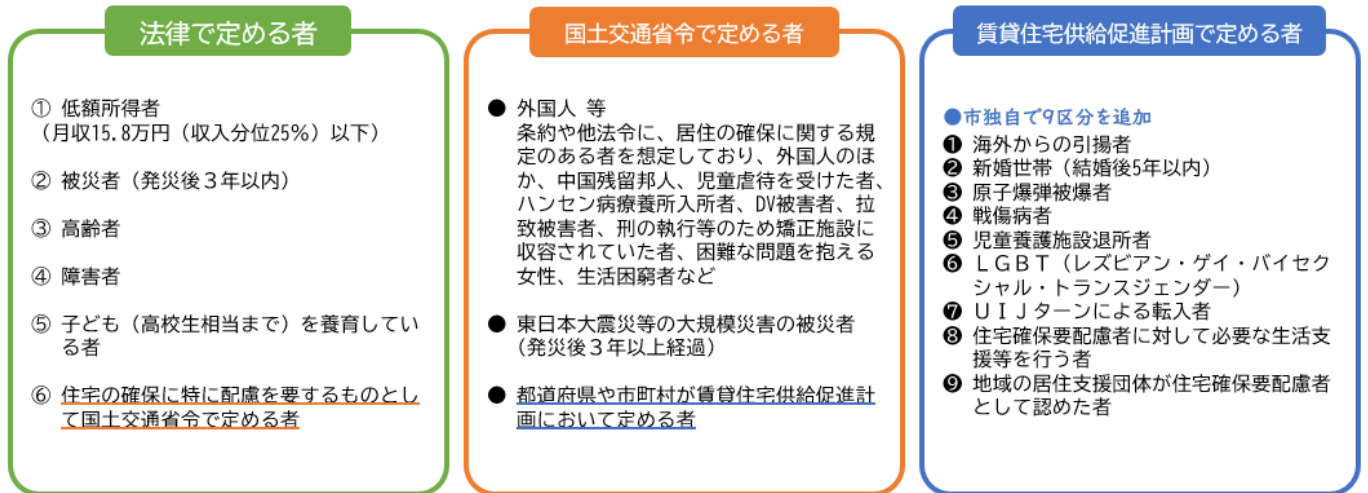 法律で定める者
① 低額所得者
（月収15.8万円（収入分位25%）以下）
② 被災者（発災後３年以内）
③ 高齢者
④ 障害者
⑤ 子ども（高校生相当まで）を養育してい
る者
⑥ 住宅の確保に特に配慮を要するものとし
て国土交通省令で定める者
国土交通省令で定める者
● 外国人 等
条約や他法令に、居住の確保に関する規
定のある者を想定しており、外国人のほ
か、中国残留邦人、児童虐待を受けた者、
ハンセン病療養所入所者、DV被害者、拉
致被害者、刑の執行等のため矯正施設に
収容されていた者、困難な問題を抱える
女性、生活困窮者など
● 東日本大震災等の大規模災害の被災者
（発災後３年以上経過）
● 都道府県や市町村が賃貸住宅供給促進計
画において定める者
賃貸住宅供給促進計画で定める者
●市独自で9区分を追加
❶ 海外からの引揚者
❷ 新婚世帯（結婚後5年以内）
❸ 原子爆弾被爆者
❹ 戦傷病者
❺ 児童養護施設退所者
❻ ＬＧＢＴ（レズビアン・ゲイ・バイセク
シャル・トランスジェンダー）
❼ ＵＩＪターンによる転入者
❽ 住宅確保要配慮者に対して必要な生活支
援等を行う者
❾ 地域の居住支援団体が住宅確保要配慮者
として認めた者